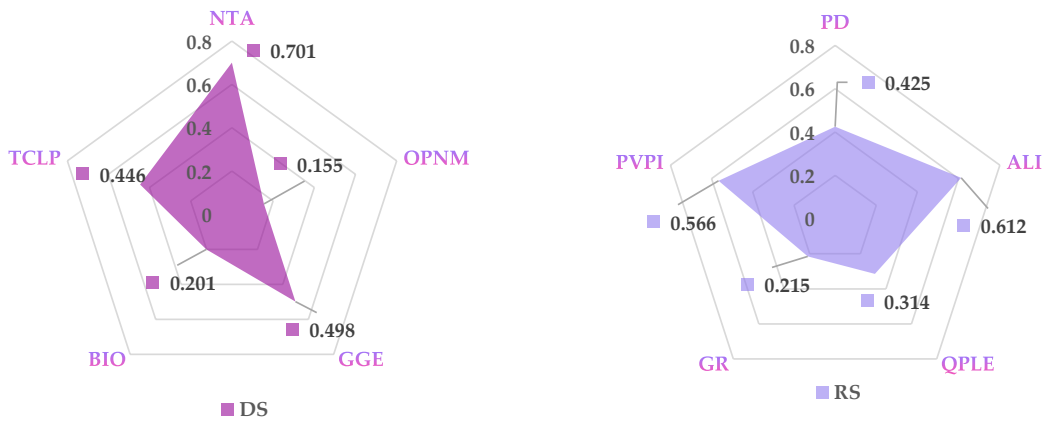 NTA
0.8
0.701
0.6
0.4
0.155
TCLP
OPNM
0.446
0.2
0
0.201
0.498
BIO
GGE
DS
PD
0.8
0.425
0.6
0.4
PVPI
ALI
0.2
0.566
0
0.612
0.215
0.314
GR
QPLE
RS